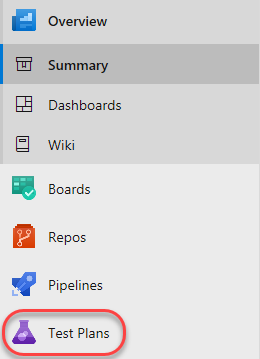 Overview
Summary
Dashboards
Wiki
Boards
Repos
Pipelines
Test Plans